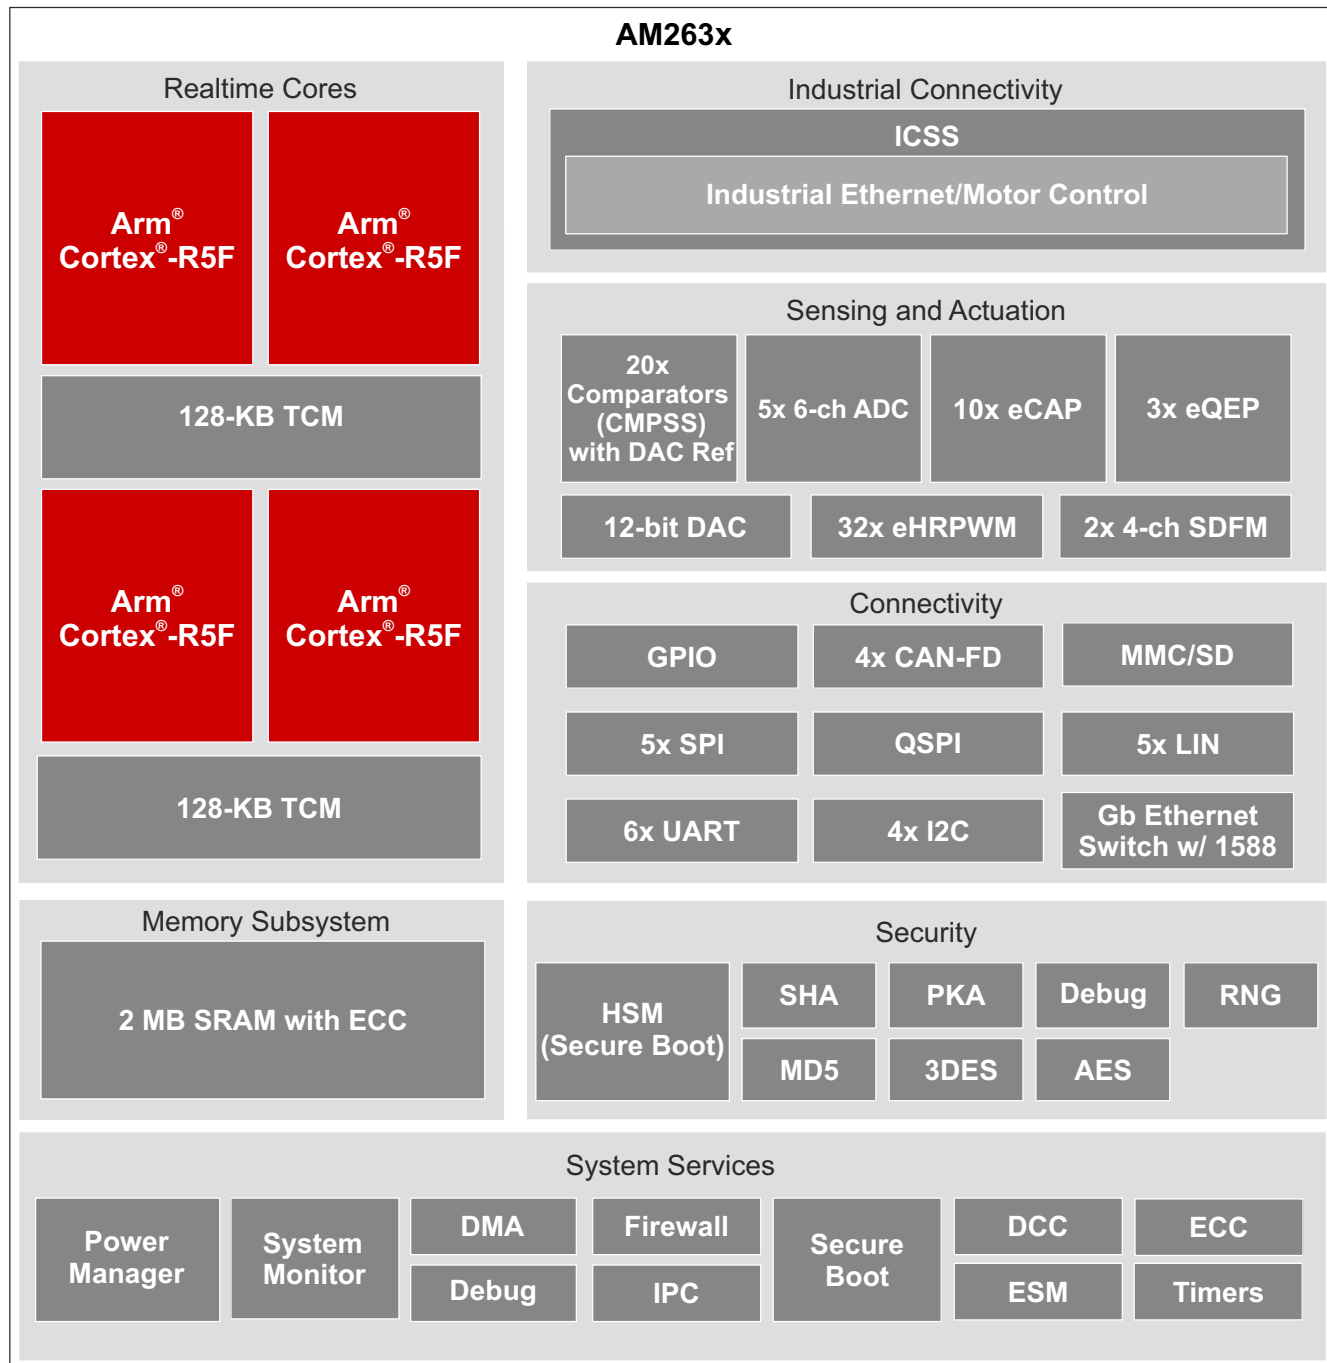 AM263x
Realtime Cores
Arm®
Cortex®-R5F
Arm®
Cortex®-R5F
128-KB TCM
Arm®
Cortex®-R5F
Arm®
Cortex®-R5F
128-KB TCM
Memory Subsystem
2 MB SRAM with ECC
Industrial Connectivity
ICSS
Industrial Ethernet/Motor Control
Sensing and Actuation
20x
Comparators
(CMPSS)
with DAC Ref
5x 6-ch ADC
10x eCAP
3x eQEP
12-bit DAC
32x eHRPWM
2x 4-ch SDFM
Connectivity
GPIO
4x CAN-FD
MMC/SD
5x SPI
QSPI
5x LIN
6x UART
4x I2C
Gb Ethernet
Switch w/ 1588
Security
HSM
(Secure Boot)
SHA
PKA
Debug
RNG
MD5
3DES
AES
System Services
Power
Manager
System
Monitor
DMA
Debug
Firewall
IPC
Secure
Boot
DCC
ESM
ECC
Timers